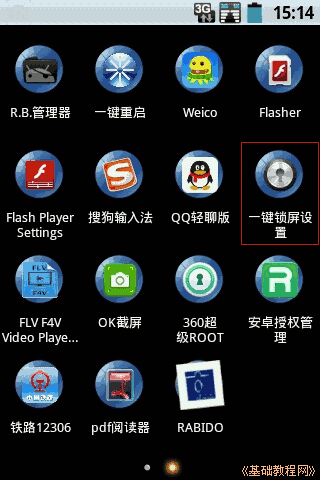 3G
15:14
R.B.管理器
一键重启
Weico
Flasher
Flash Player
Settings
搜狗输入法
QQ轻聊版
一键锁屏设
置
FLV
F4V
FLV F4V
Video Playe...
OK截屏
360超
级ROOT
安卓授权管
理
铁路12306
pdf阅读器
RABIDO
《基础教程网》